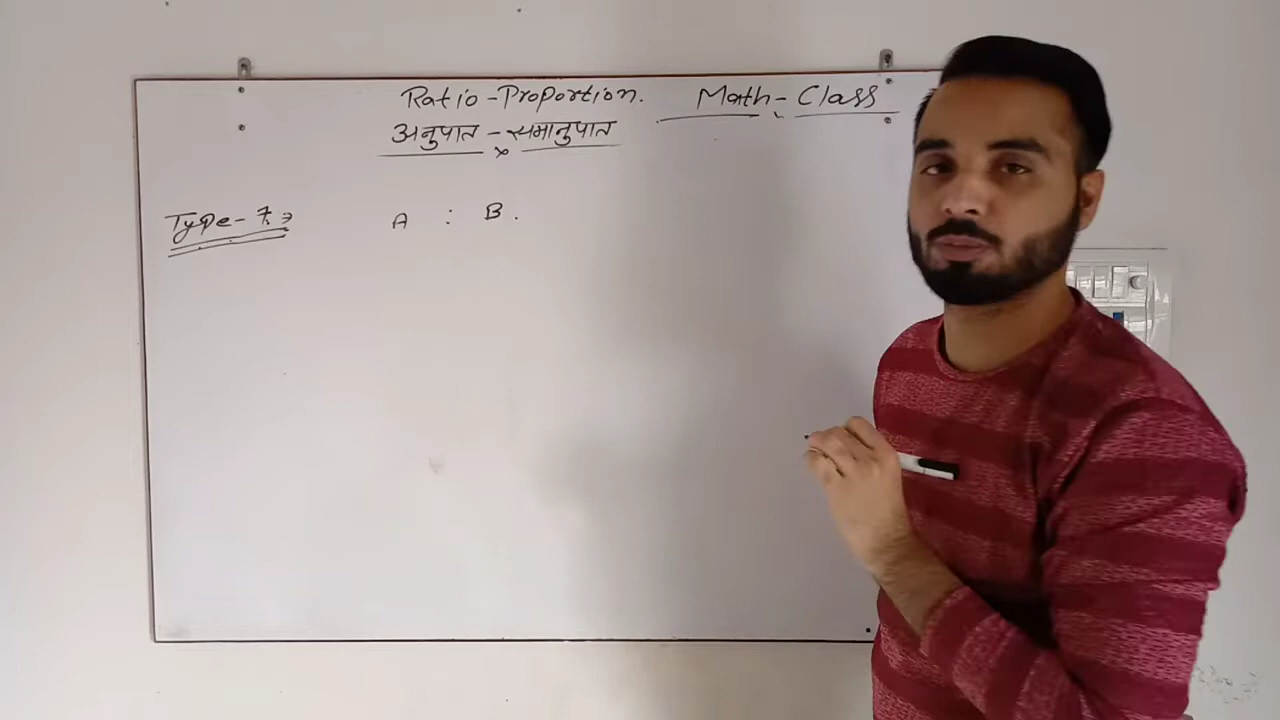 Ratio-Proportion. Math-Class
अनुपात - समानुपात
Type-7.→ A : B.